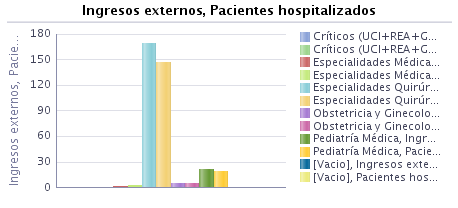 Ingresos externos, Pacientes hospitalizados
Ingresos externos, Pacie...
180
150
120
90
60
30
0
Críticos (UCI+REA+G...
Críticos (UCI+REA+G...
Especialidades Médica...
Especialidades Médica...
Especialidades Quirúr...
Especialidades Quirúr...
Obstetricia y Ginecolo...
Obstetricia y Ginecolo...
Pediatría Médica, Ingr...
Pediatría Médica, Pacie...
[Vacio], Ingresos exte...
[Vacio], Pacientes hos...